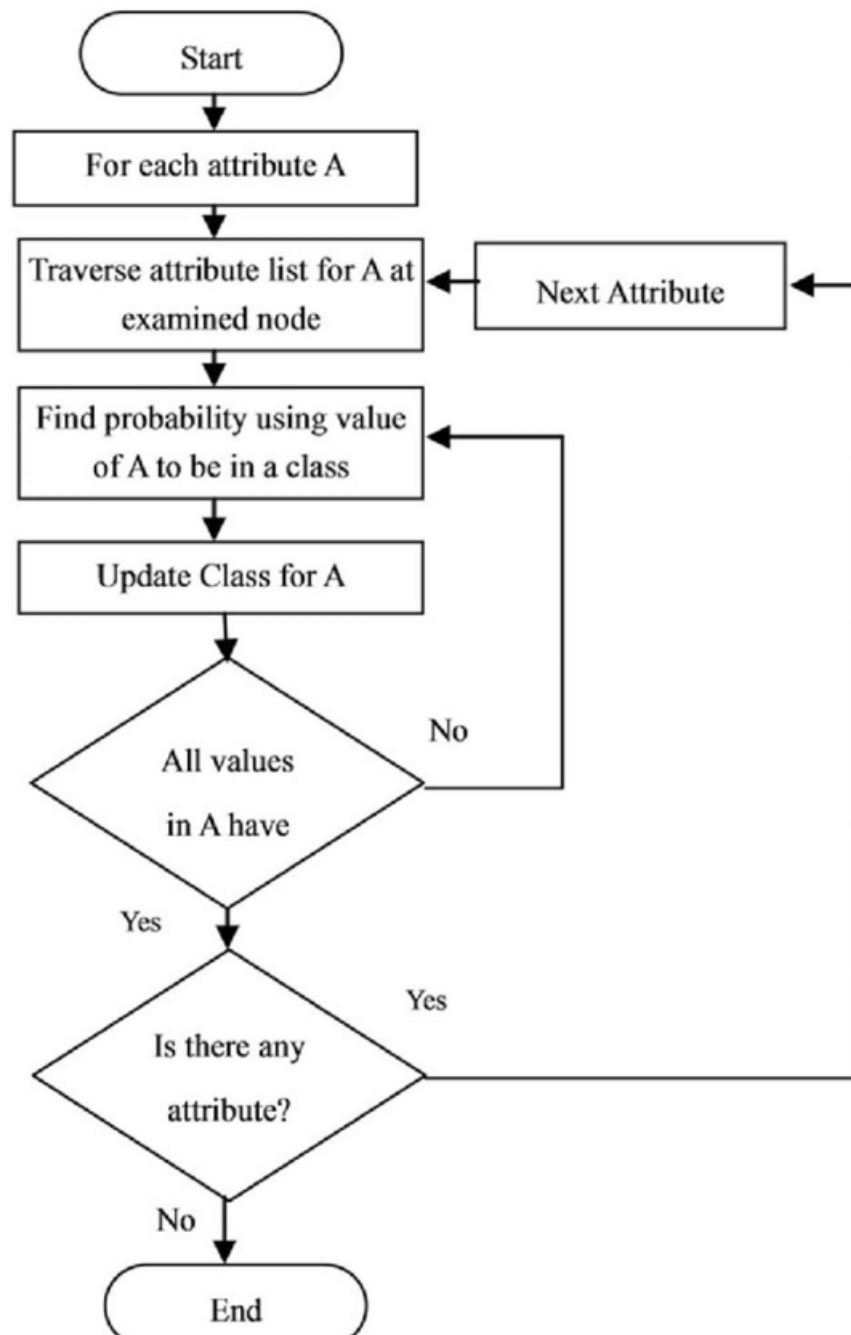 Start
For each attribute A
Traverse attribute list for A at
examined node
Next Attribute
Find probability using value
of A to be in a class
Update Class for A
All values
in A have
No
Yes
Is there any
attribute?
Yes
No
End